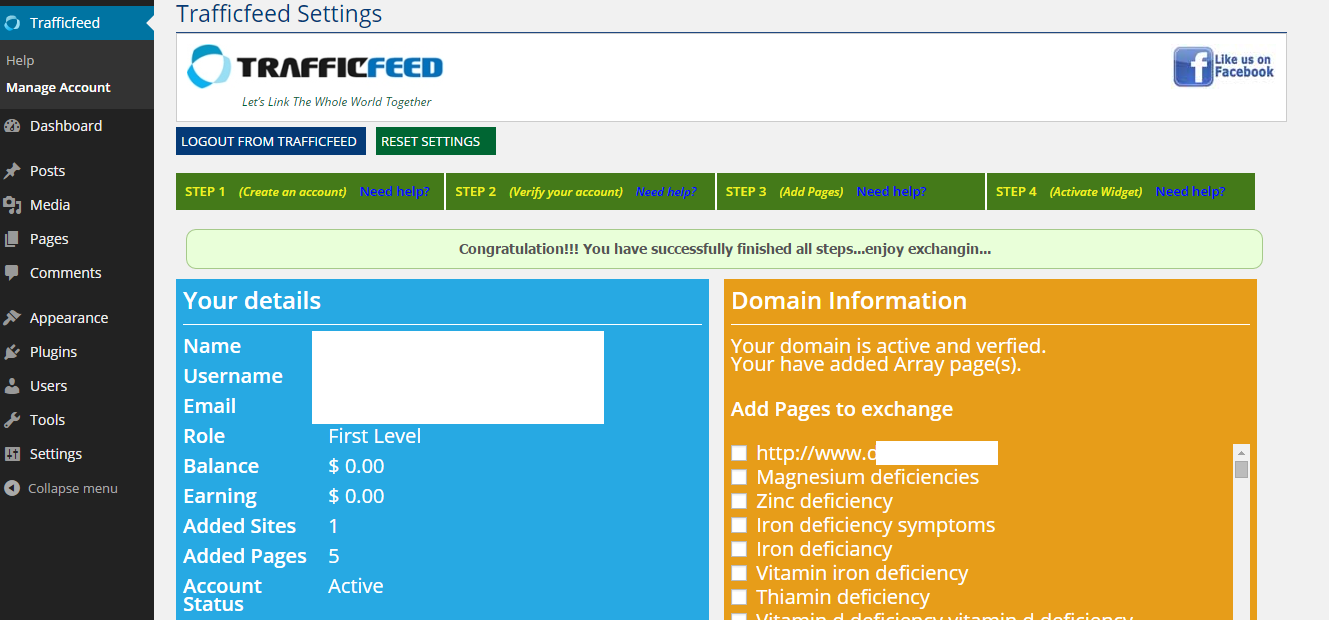 Trafficfeed
Help
Manage Account
Dashboard
Posts
Media
Pages
Comments
Appearance
Plugins
Users
Tools
Settings
Collapse menu
Trafficfeed Settings
TRAFFICFEED
Let's Link The Whole World Together
Like us on
Facebook
LOGOUT FROM TRAFFICFEED RESET SETTINGS
STEP 1 (Create an account) Need help? STEP 2 (Verify your account) Need help? STEP 3 (Add Pages) Need help? STEP 4 (Activate Widget) Need help?
Congratulation!!! You have successfully finished all steps...enjoy exchangin...
Your details
Name
Username
Email
Role First Level
Balance $ 0.00
Earning $ 0.00
Added Sites 1
Added Pages 5
Account Active
Status
Domain Information
Your domain is active and verfied.
Your have added Array page(s).
Add Pages to exchange
http://www.
Magnesium deficiencies
Zinc deficiency
Iron deficiency symptoms
Iron deficiancy
Vitamin iron deficiency
Thiamin deficiency
Vitamin d deficiency vitamin d deficiency